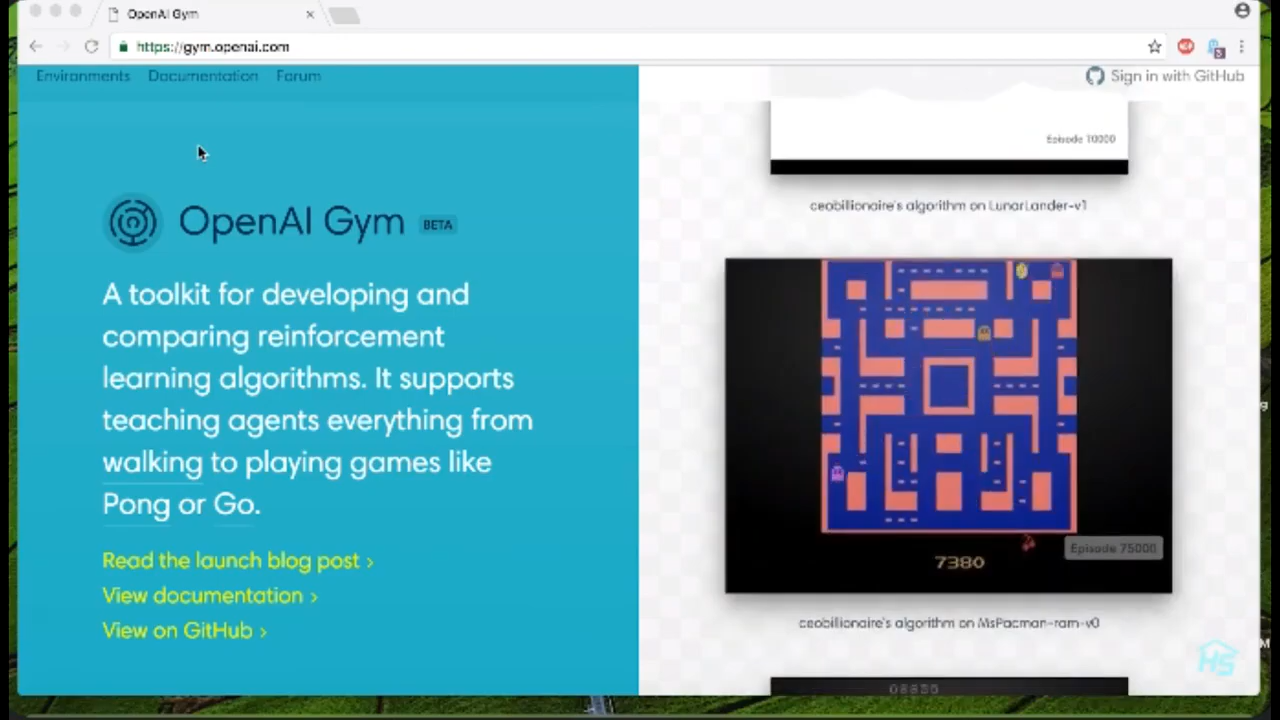 OpenAI Gym
https://gym.openai.com
Environments Documentation Forum
Sign in with GitHub
OpenAI Gym BETA
A toolkit for developing and
comparing reinforcement
learning algorithms. It supports
teaching agents everything from
walking to playing games like
Pong or Go.
Read the launch blog post ›
View documentation ›
View on GitHub ›
Episode 10000
ceobillionaire's algorithm on LunarLander-v1
7380
Episode 75000
ceobillionaire's algorithm on MsPacman-ram-v0
HS